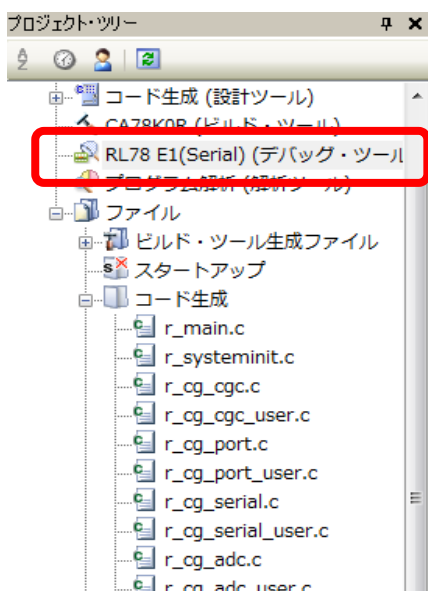 プロジェクト・ツリー
コード生成 (設計ツール)
CA78K0R (ビルド・ツール)
RL78 E1(Serial) (デバッグ・ツール
プログラム解析 (解析ツール)
ファイル
ビルド・ツール生成ファイル
スタートアップ
コード生成
r_main.c
r_systeminit.c
r_cg_cgc.c
r_cg_cgc_user.c
r_cg_port.c
r_cg_port_user.c
r_cg_serial.c
r_cg_serial_user.c
r_cg_adc.c
r_cg_adc_user.c